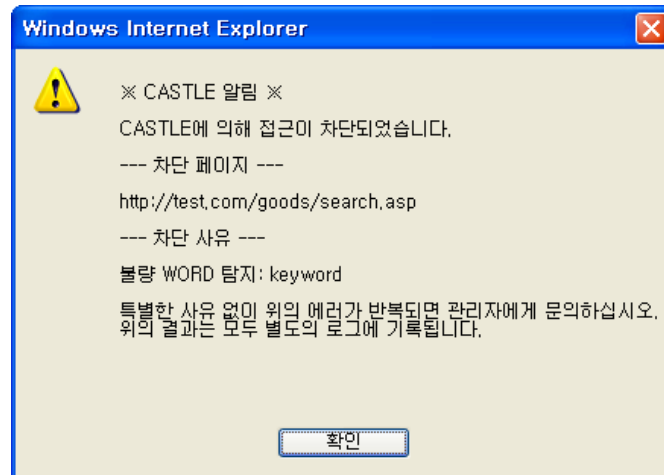 Windows Internet Explorer
※ CASTLE 알림 ※
CASTLE에 의해 접근이 차단되었습니다.
--- 차단 페이지 ---
http://test.com/goods/search.asp
--- 차단 사유 ---
불량 WORD 탐지: keyword
특별한 사유 없이 위의 에러가 반복되면 관리자에게 문의하십시오.
위의 결과는 모두 별도의 로그에 기록됩니다.
확인